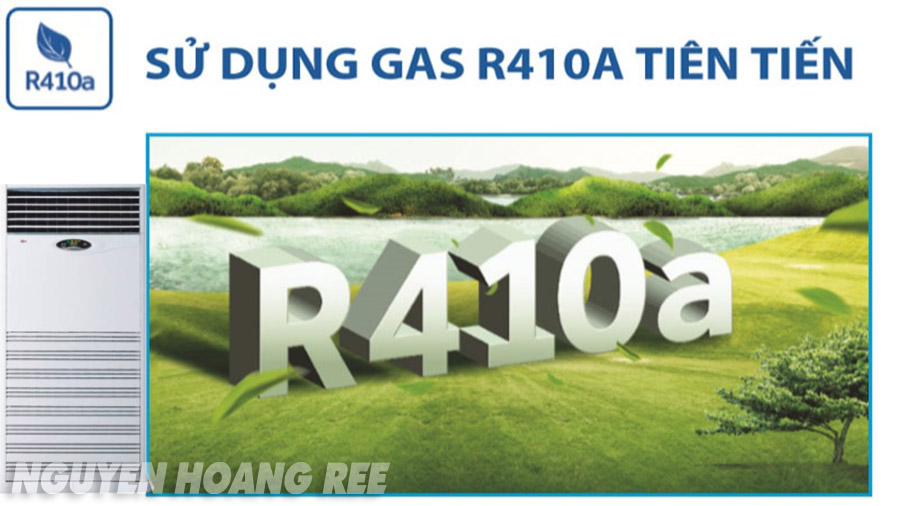 R410a
SỬ DỤNG GAS R410A TIÊN TIẾN
R410a
NGUYEN HOANG REE